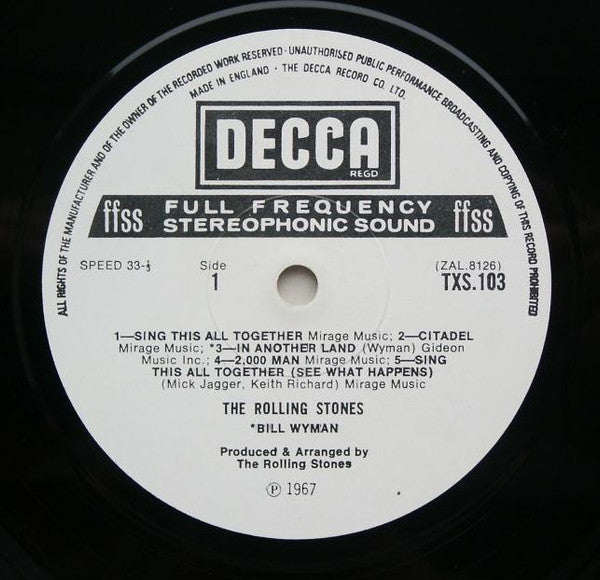 ALL RIGHTS OF THE MANUFACTURER AND OF THE OWNER OF THE RECORDED WORK RESERVED · UNAUTHORISED PUBLIC PERFORMANCE BROADCASTING AND COPYING OF THIS RECORD PROHIBITED
MADE IN ENGLAND · THE DECCA RECORD CO. LTD.
DECCA
REGD
ffss FULL FREQUENCY ffss
STEREOPHONIC SOUND
SPEED 33-⅓ Side (ZAL.8126)
1 TXS.103
1—SING THIS ALL TOGETHER Mirage Music; 2—CITADEL
Mirage Music; *3—IN ANOTHER LAND (Wyman) Gideon
Music Inc.; 4—2,000 MAN Mirage Music; 5—SING
THIS ALL TOGETHER (SEE WHAT HAPPENS)
(Mick Jagger, Keith Richard) Mirage Music
THE ROLLING STONES
*BILL WYMAN
Produced & Arranged by
The Rolling Stones
℗ 1967